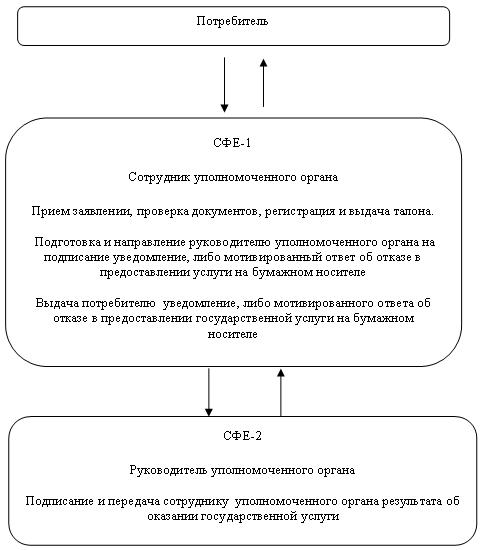 Потребитель
СФЕ-1
Сотрудник уполномоченного органа
Прием заявлении, проверка документов, регистрация и выдача талона.
Подготовка и направление руководителю уполномоченного органа на
подписание уведомление, либо мотивированный ответ об отказе в
предоставлении услуги на бумажном носителе
Выдача потребителю уведомление, либо мотивированного ответа об
отказе в предоставлении государственной услуги на бумажном
носителе
СФЕ-2
Руководитель уполномоченного органа
Подписание и передача сотруднику уполномоченного органа результата об
оказании государственной услуги